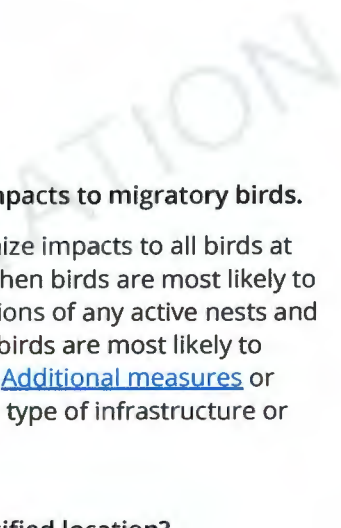 mpacts to migratory birds.
ize impacts to all birds at
hen birds are most likely to
ions of any active nests and
birds are most likely to
Additional measures or
type of infrastructure or
ified location?